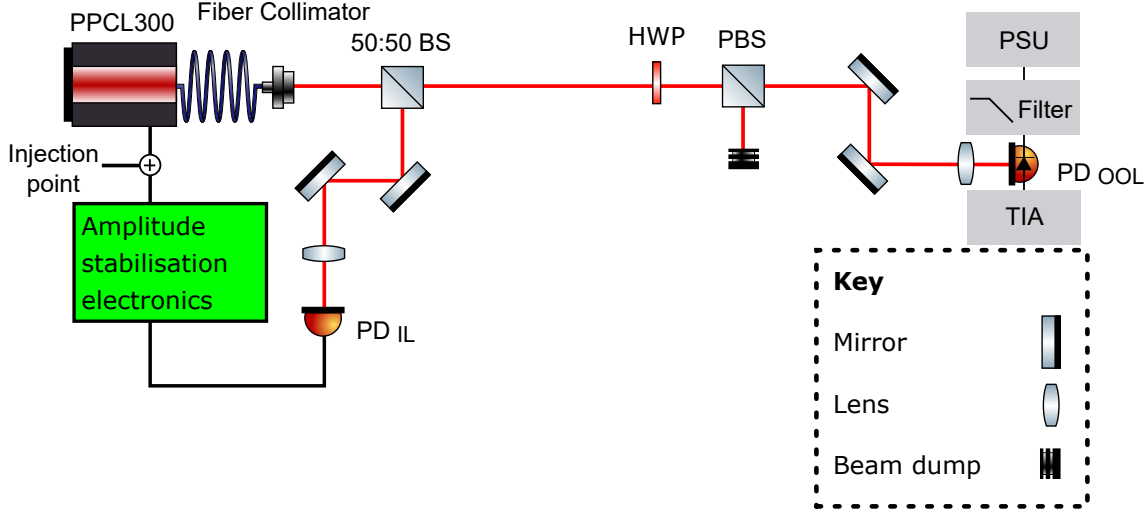 PPCL300
Fiber Collimator
50:50 BS
HWP
PBS
PSU
Filter
PD OOL
TIA
Injection
point
Amplitude
stabilisation
electronics
PD IL
Key
Mirror
Lens
Beam dump